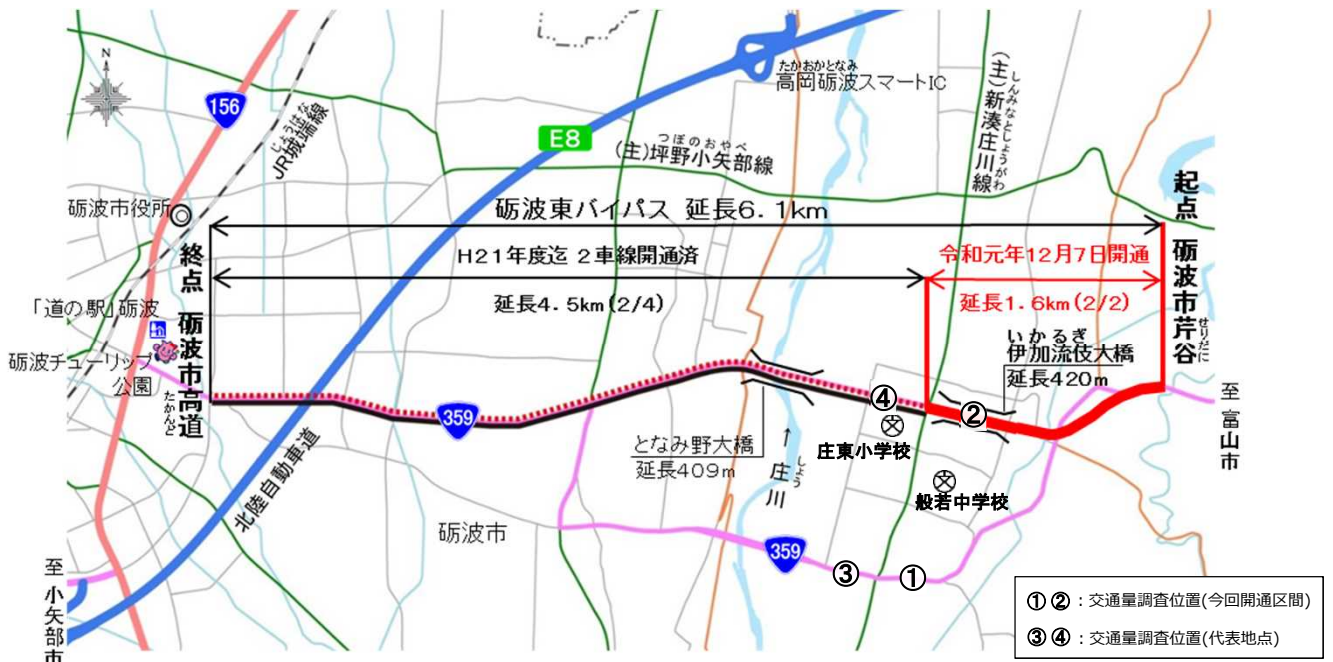 N
156
じょうはな
JR城端線
E8
たかおかとなみ
高岡砺波スマートIC
つぼのおやべ
(主)坪野小矢部線
しんみなとしょうがわ
(主)新湊庄川線
砺波市役所
砺波東バイパス 延長6.1km
起点 砺波市芹谷
せりだに
H21年度迄 2車線開通済
延長4.5km(2/4)
令和元年12月7日開通
延長1.6km(2/2)
終点 砺波市高道
たかんど
「道の駅」砺波
砺波チューリップ
公園
いかるぎ
伊加流伎大橋
延長420m
④
②
359
となみ野大橋
延長409m
庄東小学校
般若中学校
至 富山市
北陸自動車道
↑庄川
しょう
砺波市
359
③
①
至 小矢部市
①②:交通量調査位置(今回開通区間)
③④:交通量調査位置(代表地点)